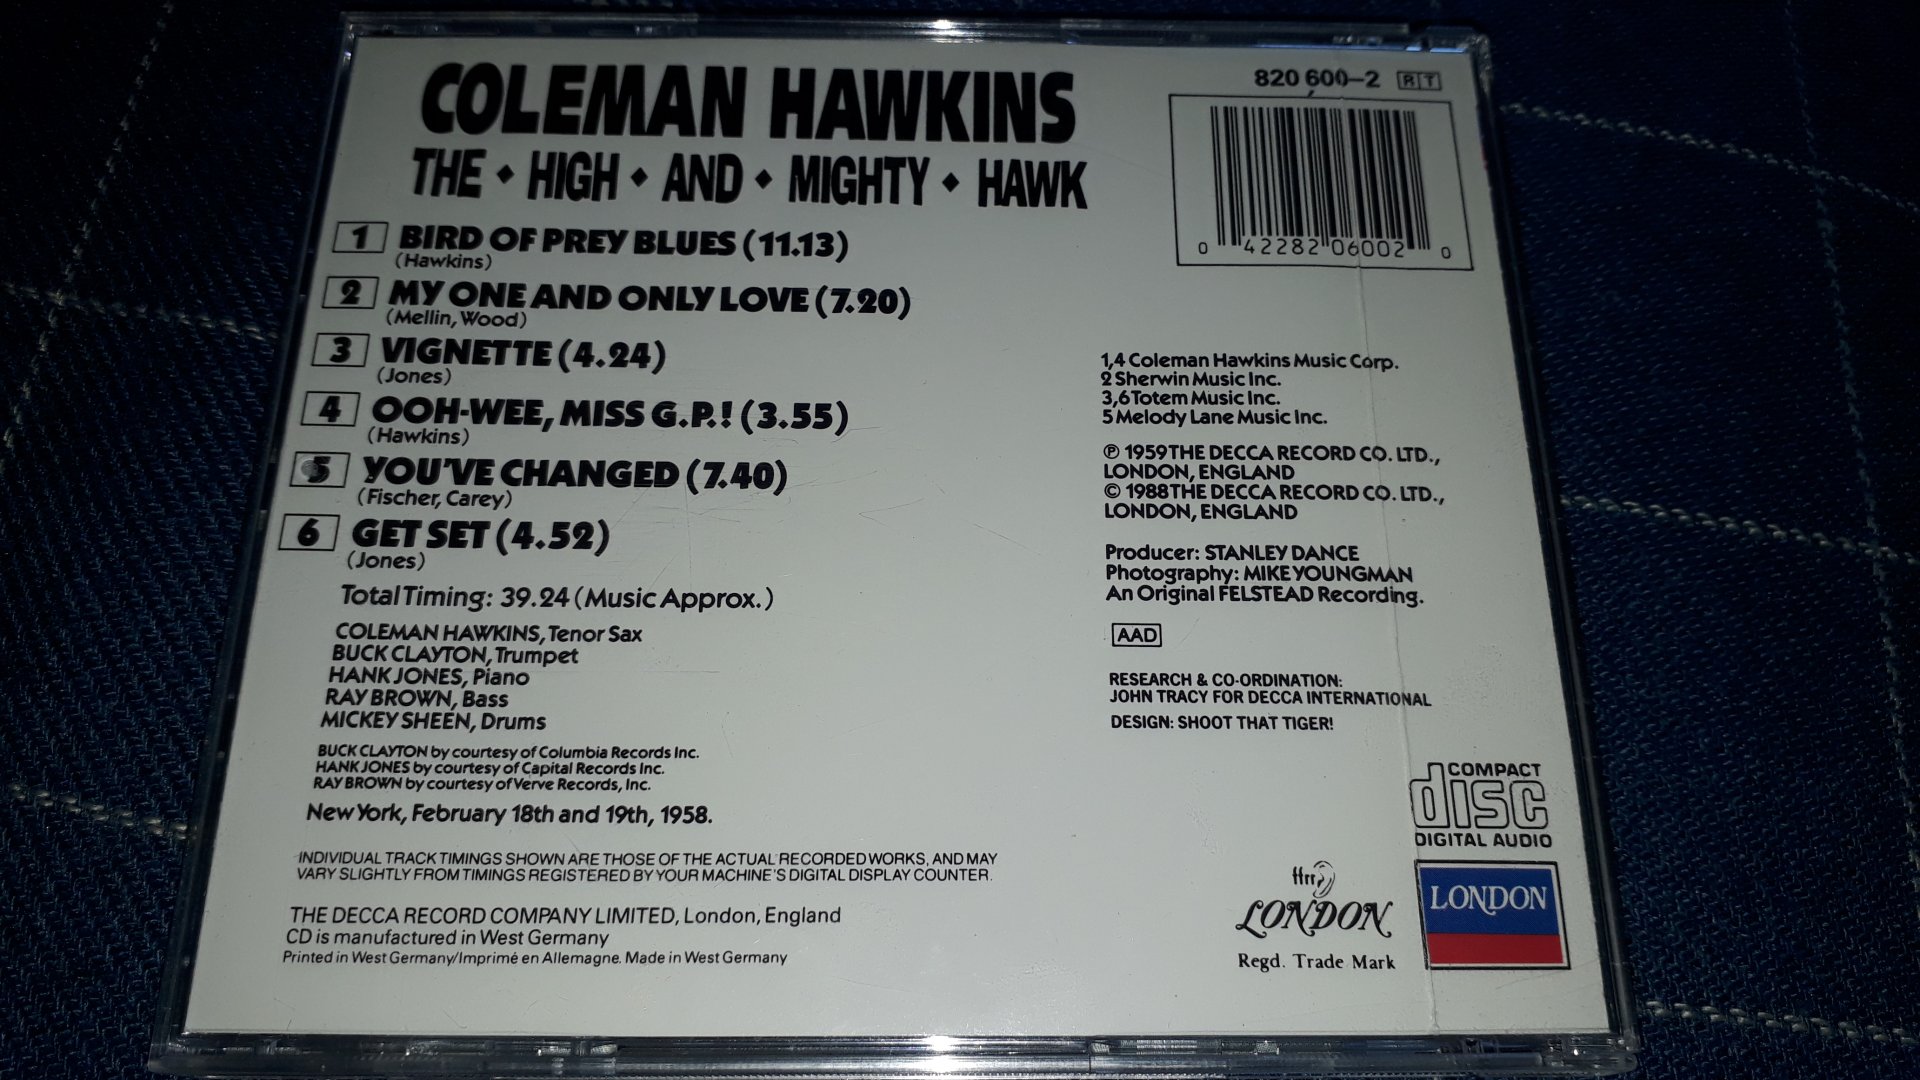 COLEMAN HAWKINS
THE ♦ HIGH ♦ AND ♦ MIGHTY ♦ HAWK
1 BIRD OF PREY BLUES (11.13)
(Hawkins)
2 MY ONE AND ONLY LOVE (7.20)
(Mellin, Wood)
3 VIGNETTE (4.24)
(Jones)
4 OOH-WEE, MISS G.P.! (3.55)
(Hawkins)
5 YOU'VE CHANGED (7.40)
(Fischer, Carey)
6 GET SET (4.52)
(Jones)
Total Timing: 39.24 (Music Approx.)
COLEMAN HAWKINS, Tenor Sax
BUCK CLAYTON, Trumpet
HANK JONES, Piano
RAY BROWN, Bass
MICKEY SHEEN, Drums
BUCK CLAYTON by courtesy of Columbia Records Inc.
HANK JONES by courtesy of Capital Records Inc.
RAY BROWN by courtesy of Verve Records, Inc.
New York, February 18th and 19th, 1958.
INDIVIDUAL TRACK TIMINGS SHOWN ARE THOSE OF THE ACTUAL RECORDED WORKS, AND MAY
VARY SLIGHTLY FROM TIMINGS REGISTERED BY YOUR MACHINE'S DIGITAL DISPLAY COUNTER.
THE DECCA RECORD COMPANY LIMITED, London, England
CD is manufactured in West Germany
Printed in West Germany/Imprimé en Allemagne. Made in West Germany
820 600-2 RT
0 42282 06002 0
1,4 Coleman Hawkins Music Corp.
2 Sherwin Music Inc.
3,6 Totem Music Inc.
5 Melody Lane Music Inc.
℗ 1959 THE DECCA RECORD CO. LTD.,
LONDON, ENGLAND
© 1988 THE DECCA RECORD CO. LTD.,
LONDON, ENGLAND
Producer: STANLEY DANCE
Photography: MIKE YOUNGMAN
An Original FELSTEAD Recording.
AAD
RESEARCH & CO-ORDINATION:
JOHN TRACY FOR DECCA INTERNATIONAL
DESIGN: SHOOT THAT TIGER!
COMPACT
disc
DIGITAL AUDIO
ffrr
LONDON
Regd. Trade Mark
LONDON